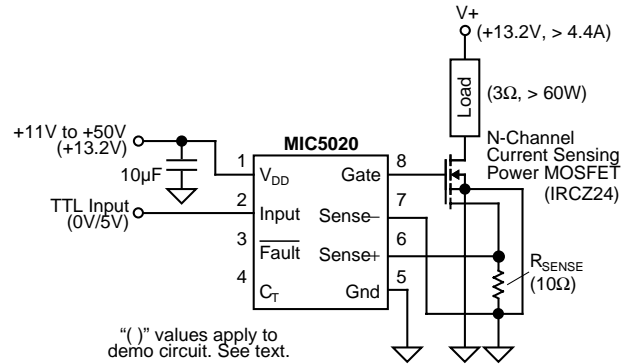 V+
(+13.2V, > 4.4A)
Load
(3Ω, > 60W)
N-Channel
Current Sensing
Power MOSFET
(IRCZ24)
+11V to +50V
(+13.2V)
10µF
TTL Input
(0V/5V)
MIC5020
1 VDD
2 Input
3 Fault
4 CT
Gate 8
Sense− 7
Sense+ 6
Gnd 5
RSENSE
(10Ω)
"( )" values apply to
demo circuit. See text.